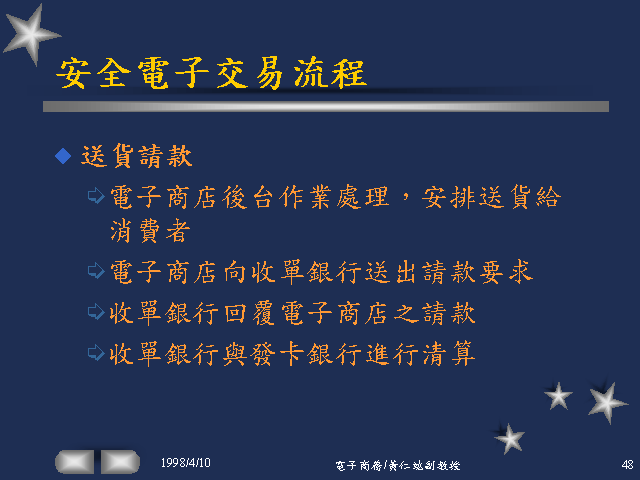 安全電子交易流程
送貨請款
電子商店後台作業處理，安排送貨給
消費者
電子商店向收單銀行送出請款要求
收單銀行回覆電子商店之請款
收單銀行與發卡銀行進行清算
1998/4/10
電子商務/黃仁 副教授
48